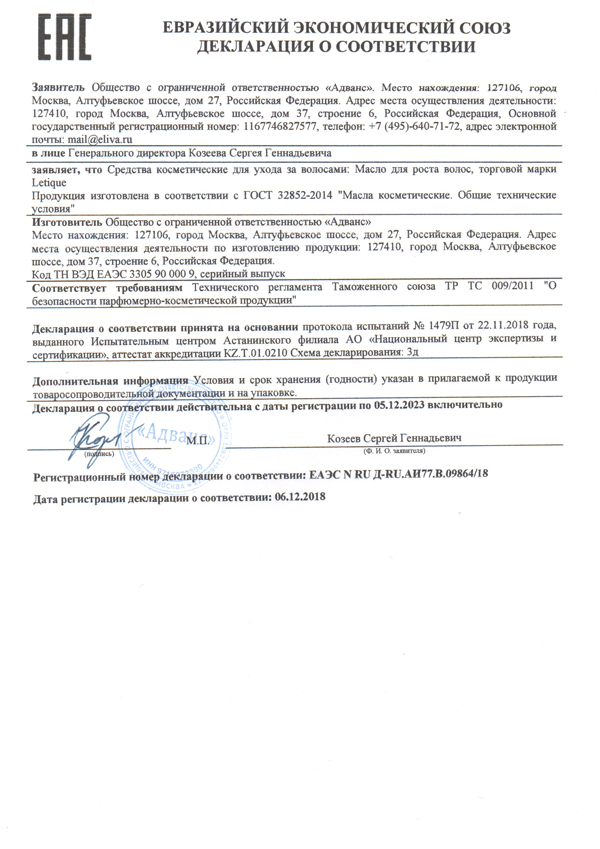 ЕАС
ЕВРАЗИЙСКИЙ ЭКОНОМИЧЕСКИЙ СОЮЗ
ДЕКЛАРАЦИЯ О СООТВЕТСТВИИ
Заявитель Общество с ограниченной ответственностью «Адванс». Место нахождения: 127106, город
Москва, Алтуфьевское шоссе, дом 27, Российская Федерация. Адрес места осуществления деятельности:
127410, город Москва, Алтуфьевское шоссе, дом 37, строение 6, Российская Федерация, Основной
государственный регистрационный номер: 1167746827577, телефон: +7 (495)-640-71-72, адрес электронной
почты: mail@eliva.ru
в лице Генерального директора Козеева Сергея Геннадьевича
заявляет, что Средства косметические для ухода за волосами: Масло для роста волос, торговой марки
Letique
Продукция изготовлена в соответствии с ГОСТ 32852-2014 "Масла косметические. Общие технические
условия"
Изготовитель Общество с ограниченной ответственностью «Адванс»
Место нахождения: 127106, город Москва, Алтуфьевское шоссе, дом 27, Российская Федерация. Адрес
места осуществления деятельности по изготовлению продукции: 127410, город Москва, Алтуфьевское
шоссе, дом 37, строение 6, Российская Федерация.
Код ТН ВЭД ЕАЭС 3305 90 000 9, серийный выпуск
Соответствует требованиям Технического регламента Таможенного союза ТР ТС 009/2011 "О
безопасности парфюмерно-косметической продукции"
Декларация о соответствии принята на основании протокола испытаний № 1479П от 22.11.2018 года,
выданного Испытательным центром Астанинского филиала АО «Национальный центр экспертизы и
сертификации», аттестат аккредитации KZ.T.01.0210 Схема декларирования: 3д
Дополнительная информация Условия и срок хранения (годности) указан в прилагаемой к продукции
товаросопроводительной документации и на упаковке.
Декларация о соответствии действительна с даты регистрации по 05.12.2023 включительно
«Адванс»
М.П.
Козеев Сергей Геннадьевич
(подпись)
(Ф. И. О. заявителя)
Регистрационный номер декларации о соответствии: ЕАЭС N RU Д-RU.АИ77.В.09864/18
Дата регистрации декларации о соответствии: 06.12.2018